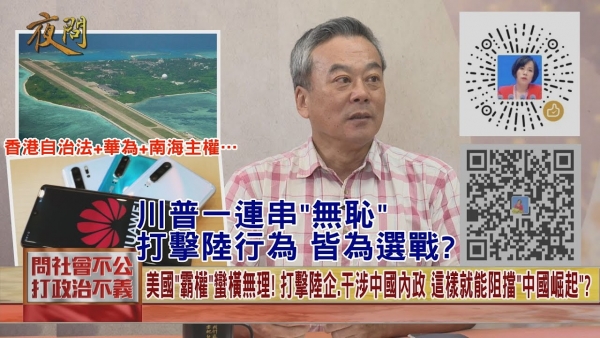 夜問
香港自治法+華為+南海主權…
HUAWEI
川普一連串"無恥"
打擊陸行為 皆為選戰?
問社會不公
打政治不義
美國"霸權"蠻橫無理! 打擊陸企.干涉中國內政 這樣就能阻擋"中國崛起"?